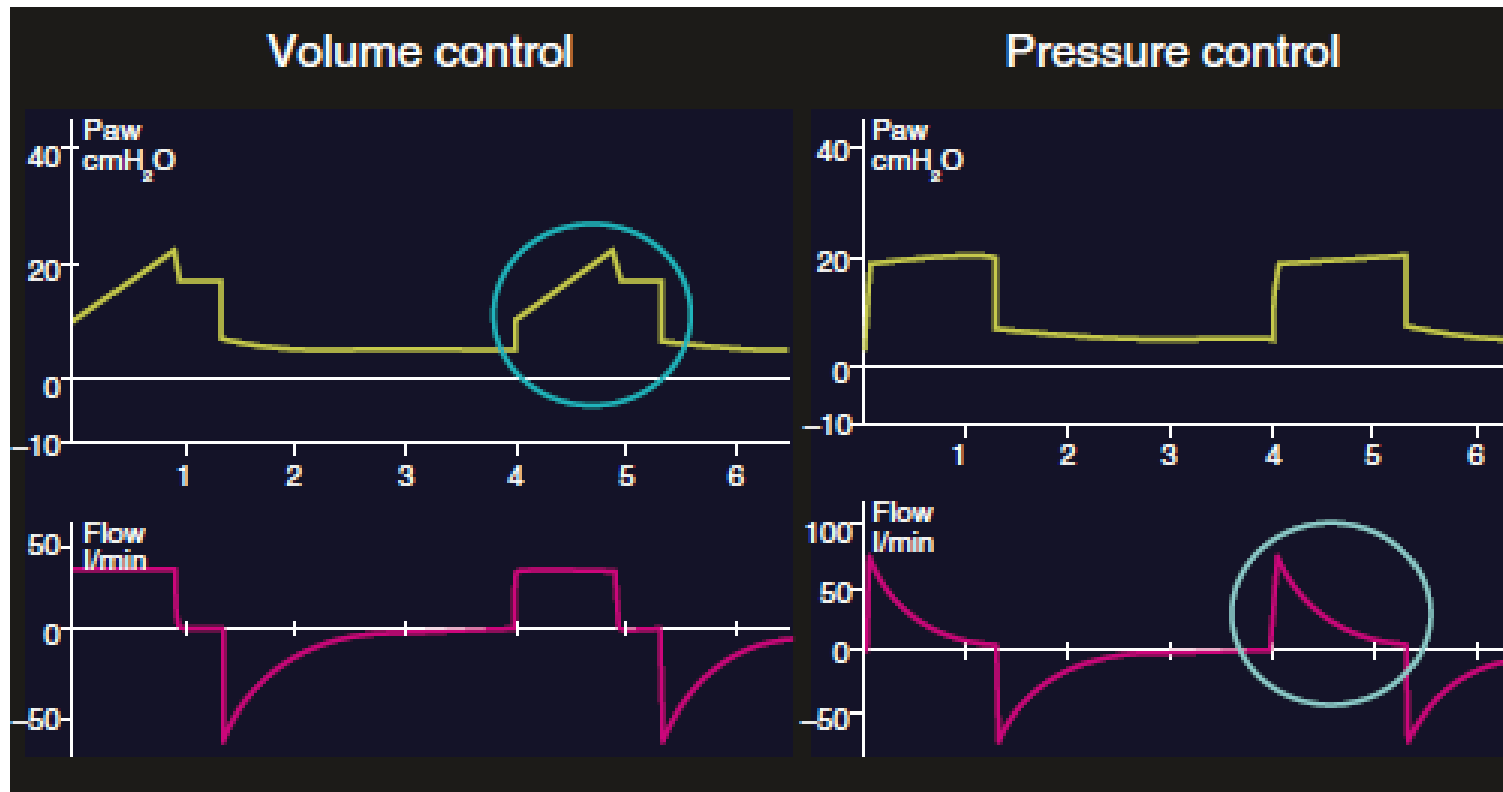 Volume control
Paw
cmH₂O
40
20
0
–10
1 2 3 4 5 6
Flow
l/min
50
0
–50
Pressure control
Paw
cmH₂O
40
20
0
–10
1 2 3 4 5 6
Flow
l/min
100
50
0
–50